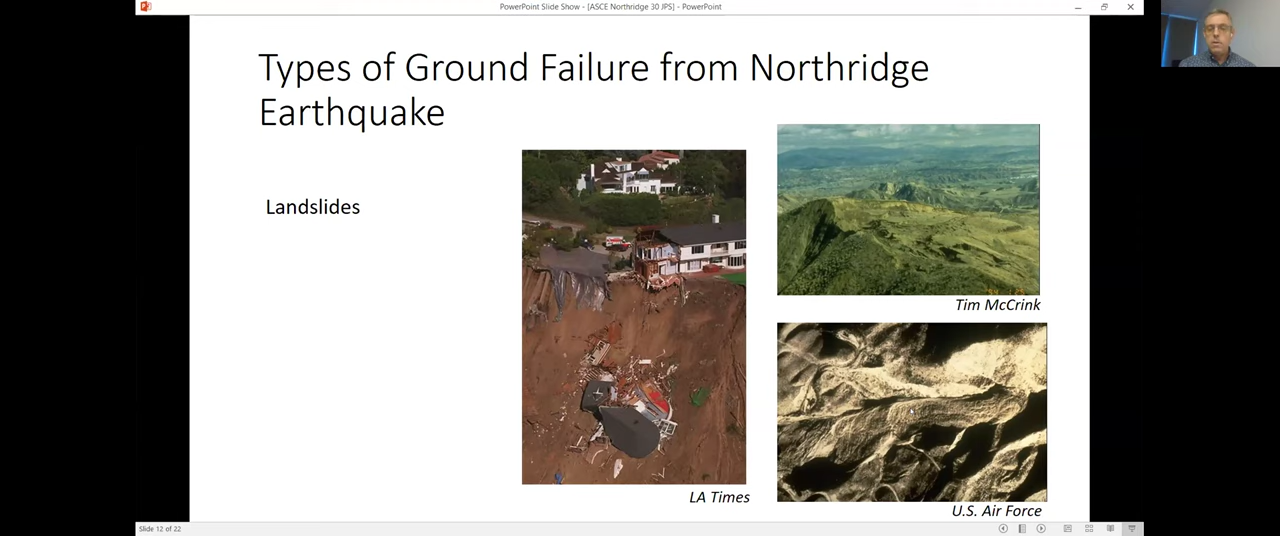 PowerPoint Slide Show - [ASCE Northridge 30 JPS] - PowerPoint
Types of Ground Failure from Northridge
Earthquake
Landslides
Tim McCrink
LA Times
U.S. Air Force
Slide 12 of 22